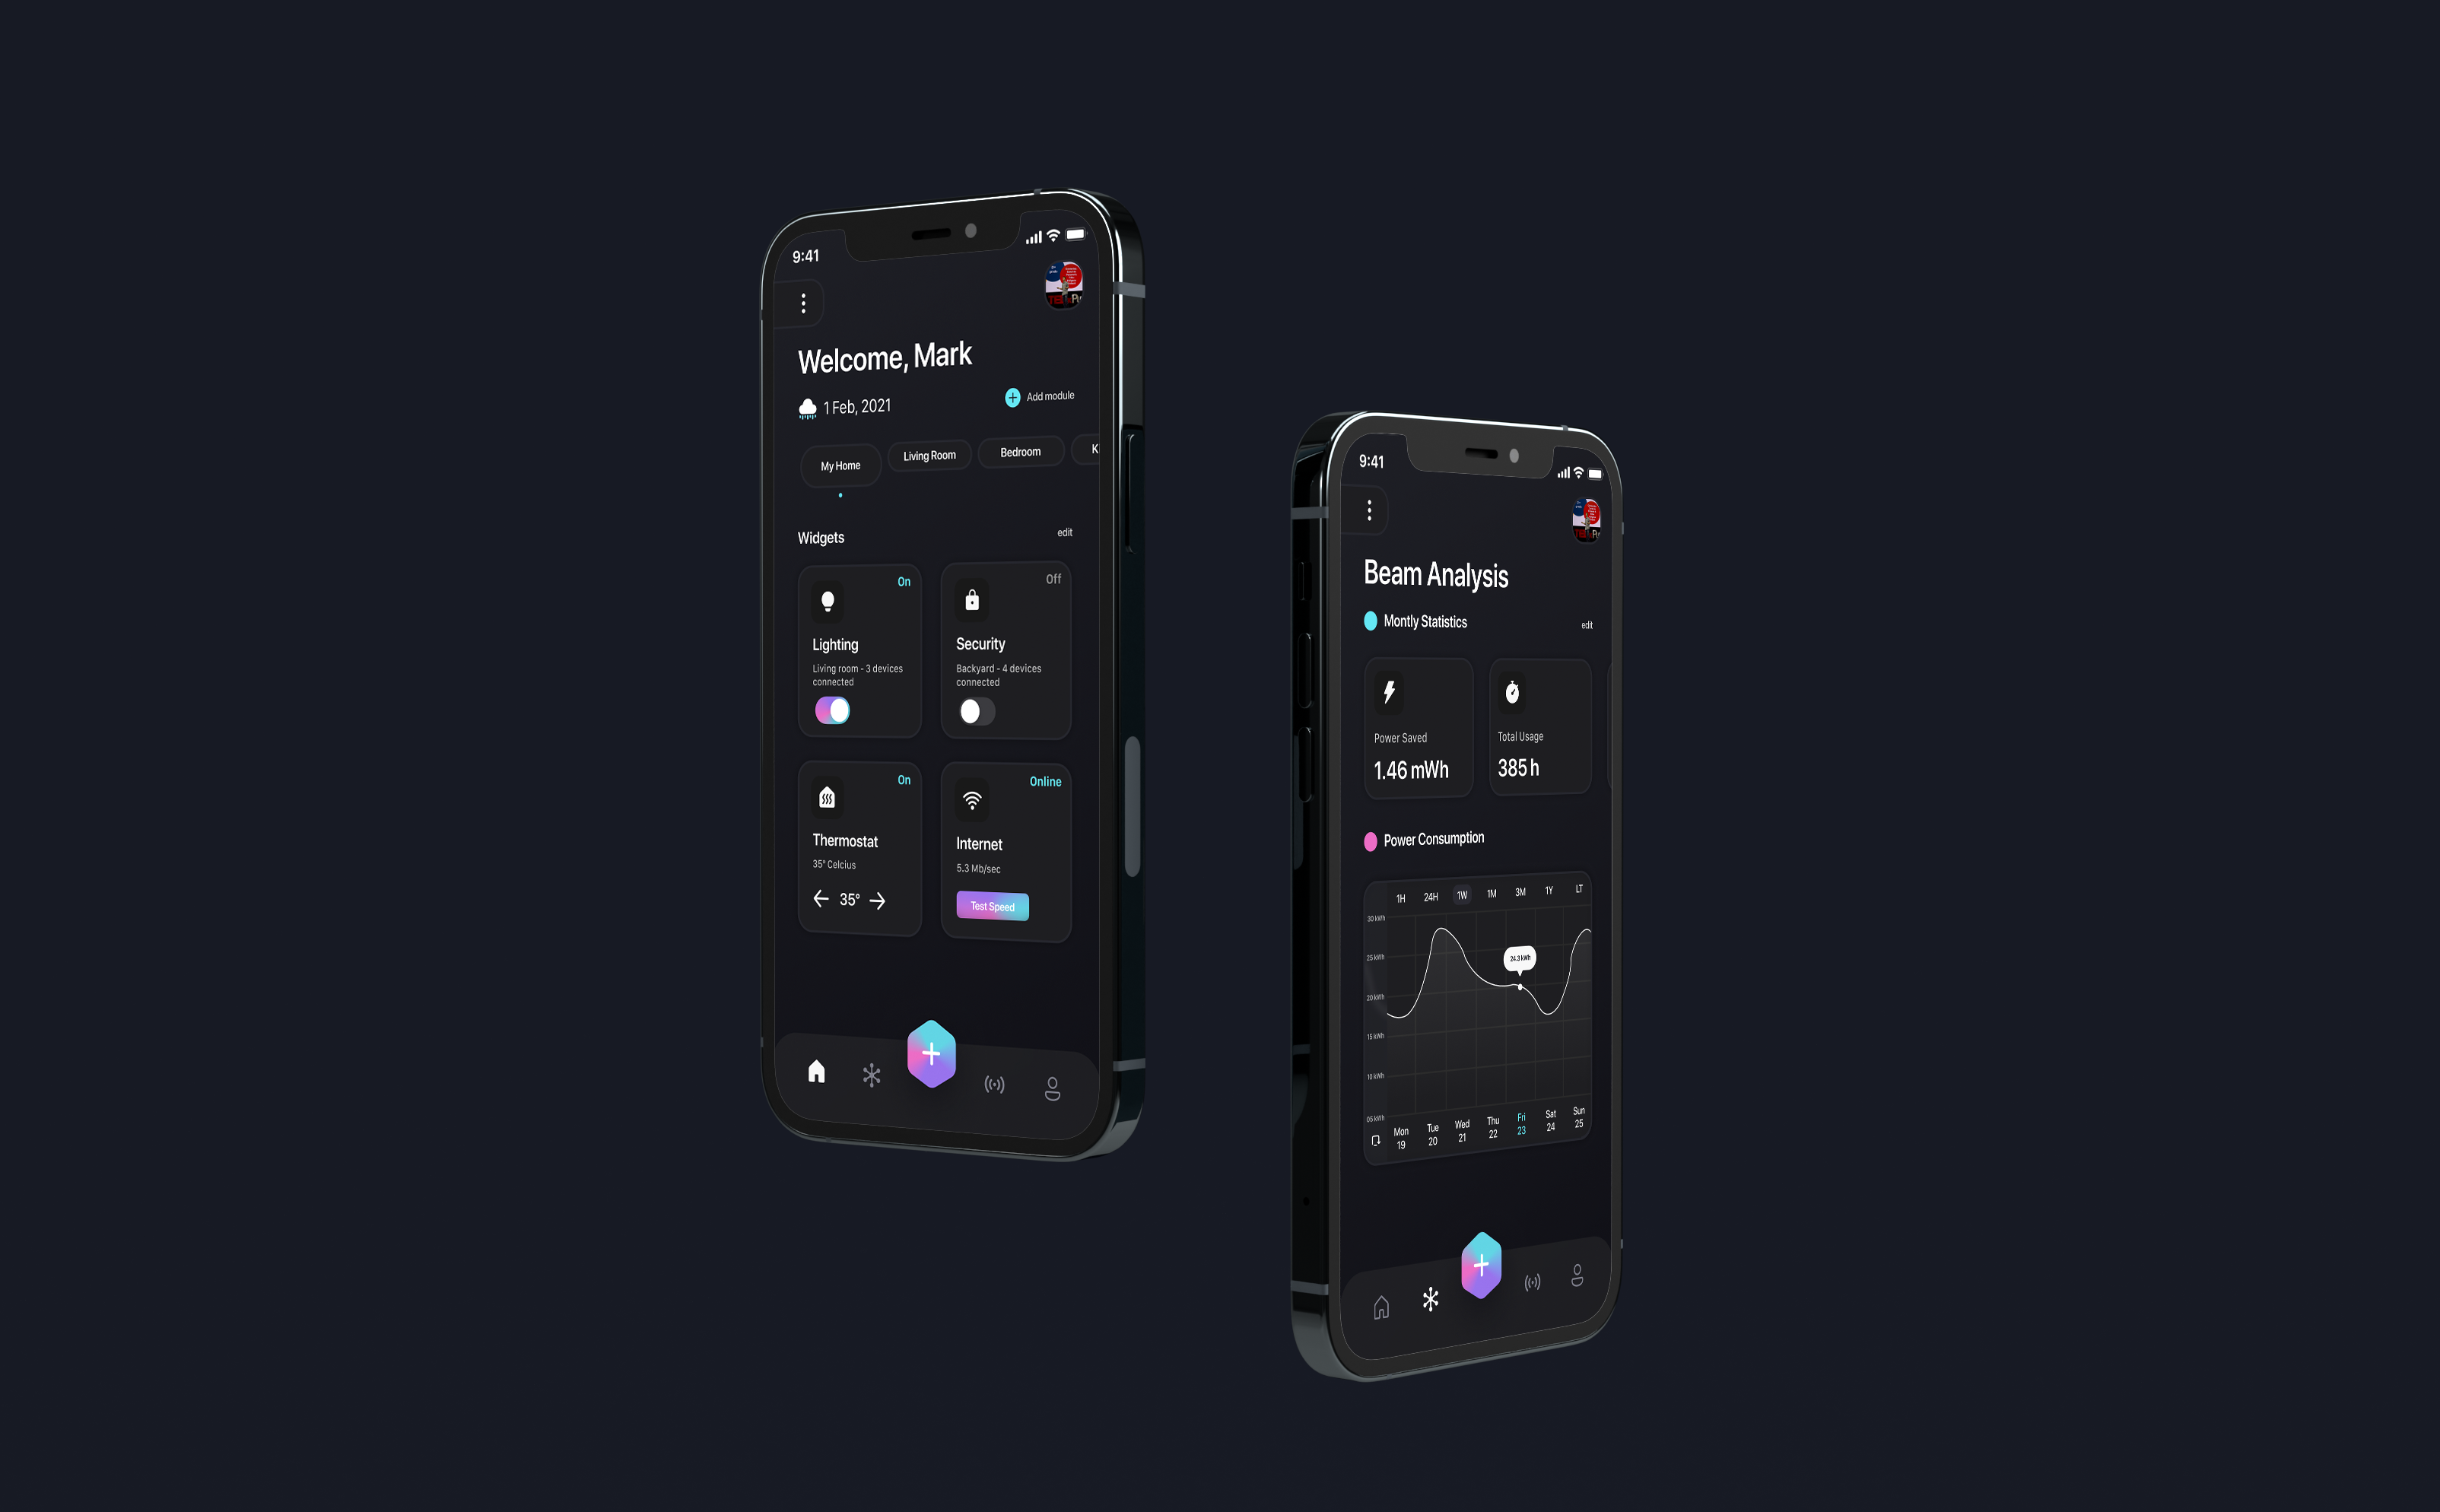 9:41
Welcome, Mark
1 Feb, 2021
Add module
My Home
Living Room
Bedroom
K
Widgets
edit
On
Lighting
Living room - 3 devices
connected
Off
Security
Backyard - 4 devices
connected
On
Thermostat
35° Celcius
35°
Online
Internet
5.3 Mb/sec
Test Speed
9:41
Beam Analysis
Montly Statistics
edit
Power Saved
1.46 mWh
Total Usage
385 h
Power Consumption
1H 24H 1W 1M 3M 1Y LT
30 kWh
25 kWh
24.3 kWh
20 kWh
15 kWh
10 kWh
05 kWh
Mon Tue Wed Thu Fri Sat Sun
19 20 21 22 23 24 25